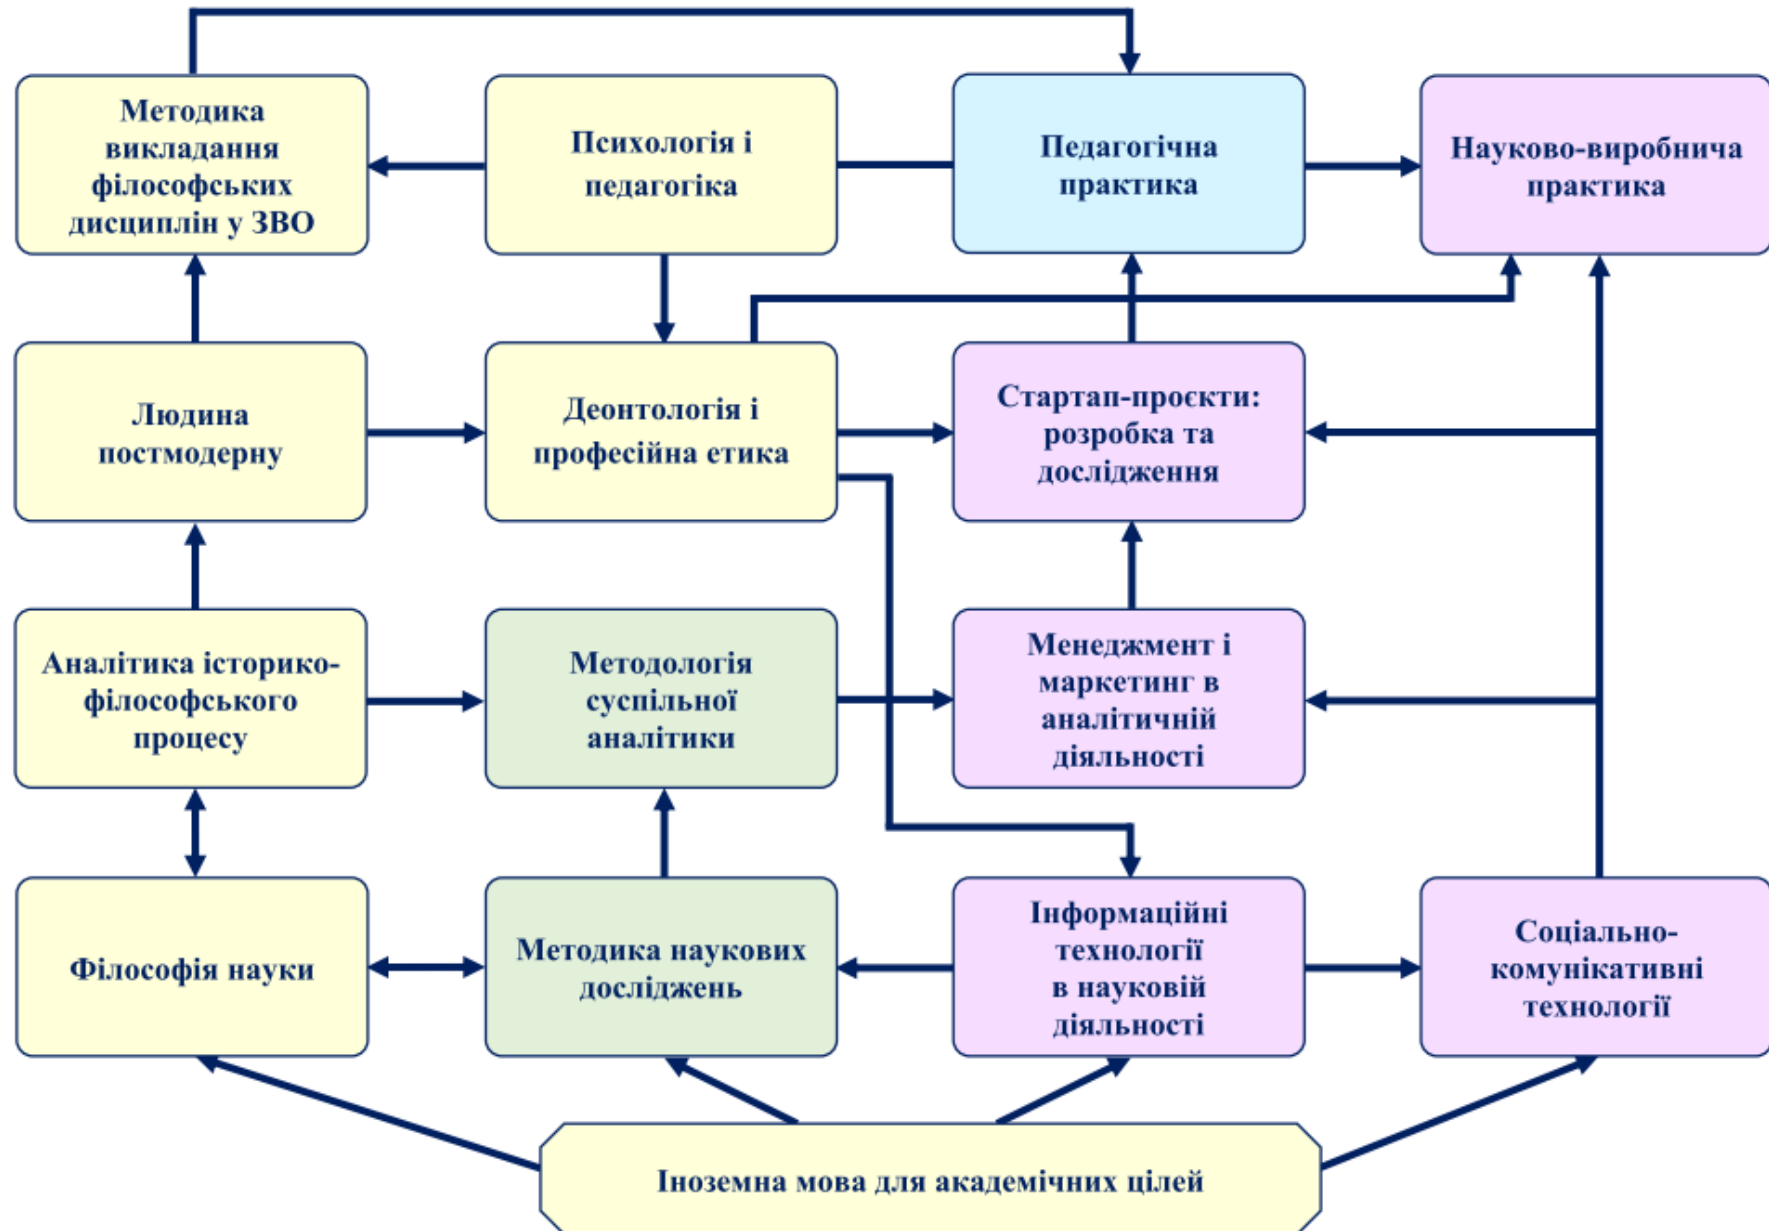 Методика
викладання
філософських
дисциплін у ЗВО
Психологія і
педагогіка
Педагогічна
практика
Науково-виробнича
практика
Людина
постмодерну
Деонтологія і
професійна етика
Стартап-проєкти:
розробка та
дослідження
Аналітика історико-
філософського
процесу
Методологія
суспільної
аналітики
Менеджмент і
маркетинг в
аналітичній
діяльності
Філософія науки
Методика наукових
досліджень
Інформаційні
технології
в науковій
діяльності
Соціально-
комунікативні
технології
Іноземна мова для академічних цілей